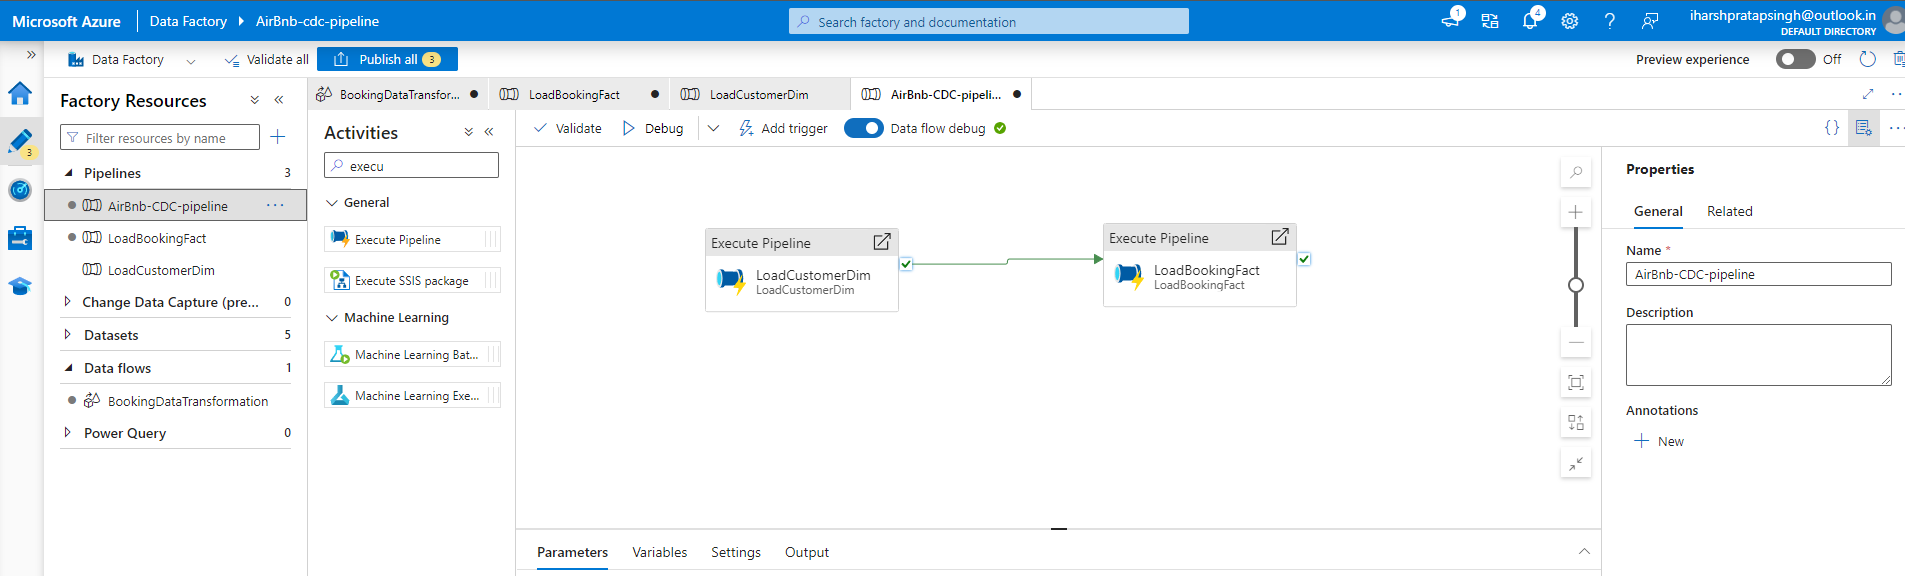 Microsoft Azure
Data Factory
AirBnb-cdc-pipeline
Search factory and documentation
1
4
iharshpratapsingh@outlook.in
DEFAULT DIRECTORY
Data Factory
Validate all
Publish all 3
Preview experience
Off
Factory Resources
Filter resources by name
3
Pipelines 3
AirBnb-CDC-pipeline
LoadBookingFact
LoadCustomerDim
Change Data Capture (pre... 0
Datasets 5
Data flows 1
BookingDataTransformation
Power Query 0
BookingDataTransfor...
LoadBookingFact
LoadCustomerDim
AirBnb-CDC-pipeli...
Activities
execu
General
Execute Pipeline
Execute SSIS package
Machine Learning
Machine Learning Bat...
Machine Learning Exe...
Validate
Debug
Add trigger
Data flow debug
{}
Execute Pipeline
LoadCustomerDim
LoadCustomerDim
Execute Pipeline
LoadBookingFact
LoadBookingFact
Parameters
Variables
Settings
Output
Properties
General
Related
Name *
AirBnb-CDC-pipeline
Description
Annotations
New